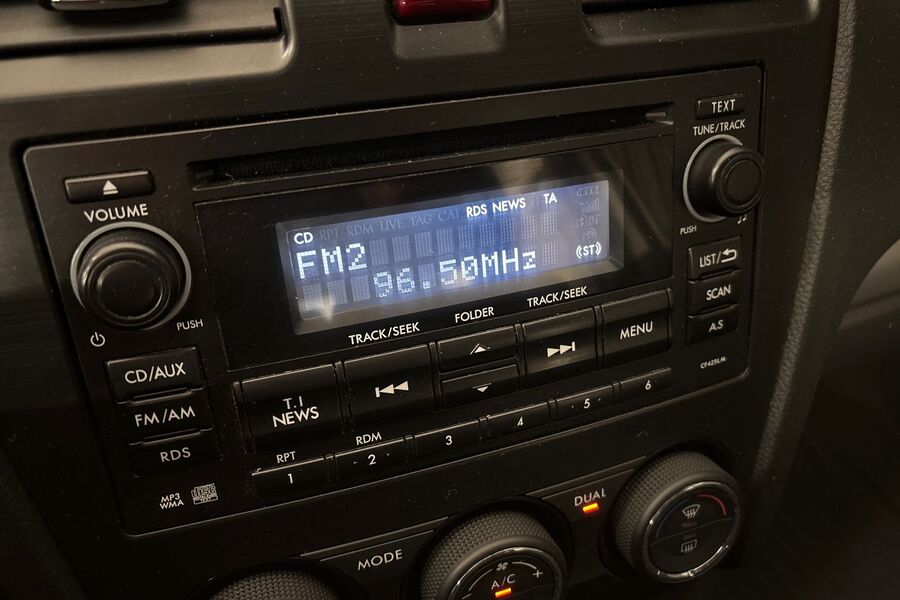 TEXT
TUNE/TRACK
VOLUME
CD RPT RDM LIVE TAG CAT RDS NEWS TA
FM2
96.50MHz
((ST))
PUSH
LIST/
SCAN
A.S
CF425LM
PUSH
TRACK/SEEK
FOLDER
TRACK/SEEK
CD/AUX
FM/AM
RDS
T.I
NEWS
MENU
RPT
1
RDM
2
3
4
5
6
MP3
WMA
MODE
DUAL
A/C
+